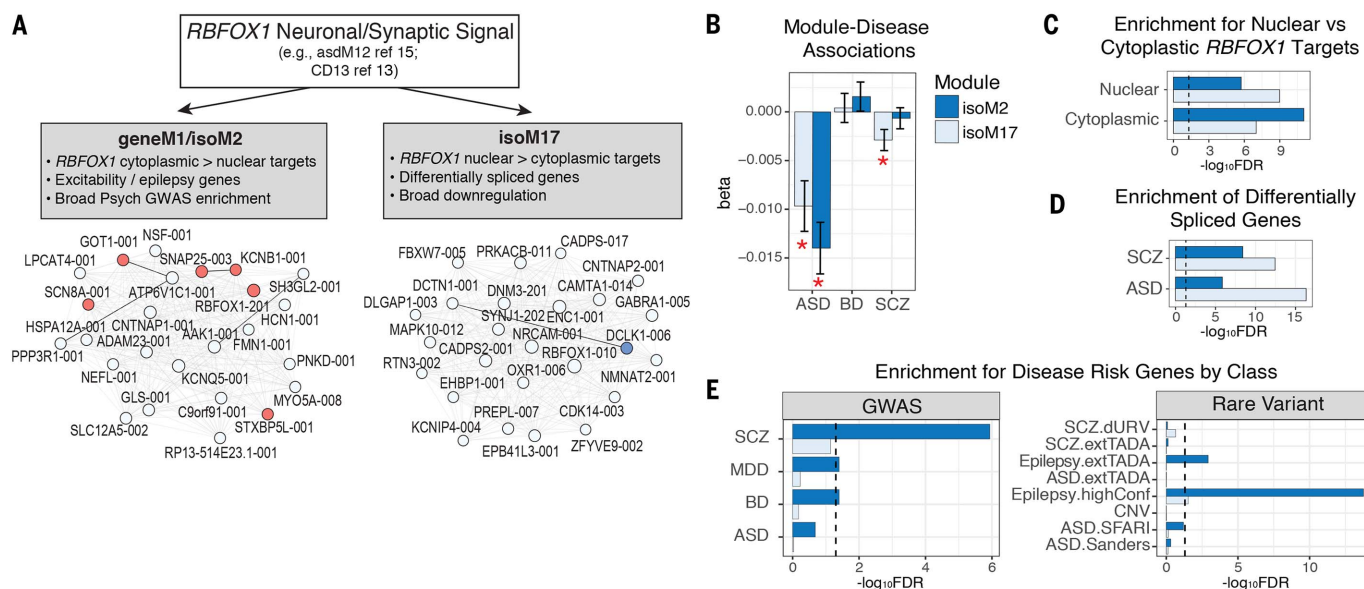 A
RBFOX1 Neuronal/Synaptic Signal
(e.g., asdM12 ref 15;
CD13 ref 13)
geneM1/isoM2
• RBFOX1 cytoplasmic > nuclear targets
• Excitability / epilepsy genes
• Broad Psych GWAS enrichment
isoM17
• RBFOX1 nuclear > cytoplasmic targets
• Differentially spliced genes
• Broad downregulation
NSF-001
GOT1-001
LPCAT4-001
SNAP25-003
KCNB1-001
ATP6V1C1-001
SH3GL2-001
SCN8A-001
RBFOX1-201
HCN1-001
HSPA12A-001
CNTNAP1-001
ADAM23-001
AAK1-001
FMN1-001
PPP3R1-001
PNKD-001
NEFL-001
KCNQ5-001
GLS-001
C9orf91-001
MYO5A-008
SLC12A5-002
STXBP5L-001
RP13-514E23.1-001
FBXW7-005
PRKACB-011
CADPS-017
CNTNAP2-001
DCTN1-001
DNM3-201
CAMTA1-014
DLGAP1-003
GABRA1-005
SYNJ1-202
ENC1-001
MAPK10-012
NRCAM-001
DCLK1-006
CADPS2-001
RBFOX1-010
RTN3-002
OXR1-006
NMNAT2-001
EHBP1-001
CDK14-003
PREPL-007
KCNIP4-004
EPB41L3-001
ZFYVE9-002
B
Module-Disease
Associations
beta
0.000
−0.005
−0.010
−0.015
*
*
*
ASD
BD
SCZ
Module
isoM2
isoM17
C
Enrichment for Nuclear vs
Cytoplastic RBFOX1 Targets
Nuclear
Cytoplasmic
0 3 6 9
-log₁₀FDR
D
Enrichment of Differentially
Spliced Genes
SCZ
ASD
0 5 10 15
-log₁₀FDR
E
Enrichment for Disease Risk Genes by Class
GWAS
SCZ
MDD
BD
ASD
0 2 4 6
-log₁₀FDR
Rare Variant
SCZ.dURV
SCZ.extTADA
Epilepsy.extTADA
ASD.extTADA
Epilepsy.highConf
CNV
ASD.SFARI
ASD.Sanders
0 5 10
-log₁₀FDR